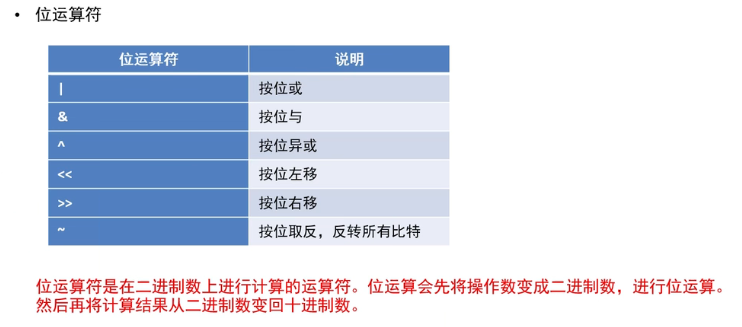 • 位运算符
位运算符 说明
| 按位或
& 按位与
^ 按位异或
<< 按位左移
>> 按位右移
~ 按位取反，反转所有比特
位运算符是在二进制数上进行计算的运算符。位运算会先将操作数变成二进制数，进行位运算。
然后再将计算结果从二进制数变回十进制数。